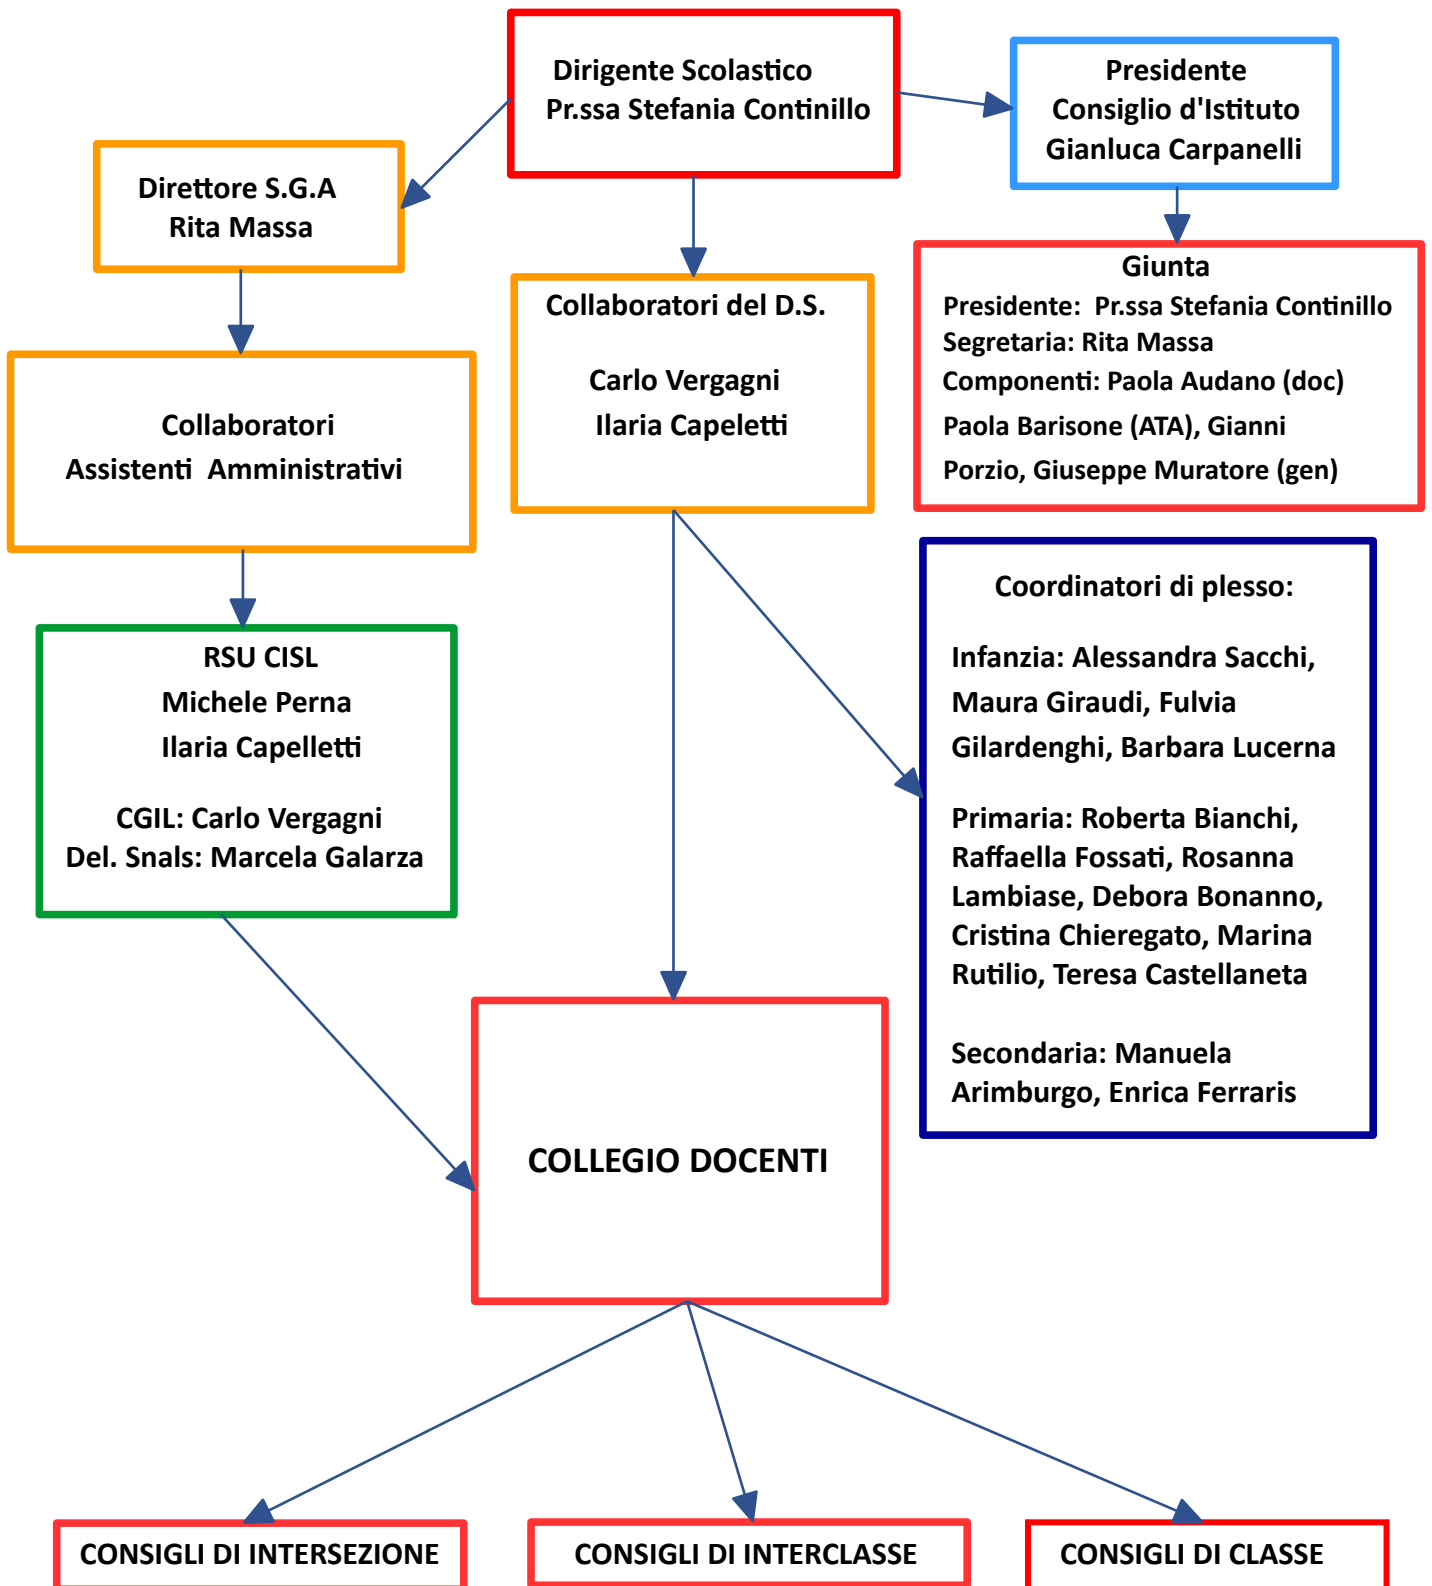 Dirigente Scolastico
Pr.ssa Stefania Continillo
Presidente
Consiglio d'Istituto
Gianluca Carpanelli
Direttore S.G.A
Rita Massa
Giunta
Presidente: Pr.ssa Stefania Continillo
Segretaria: Rita Massa
Componenti: Paola Audano (doc)
Paola Barisone (ATA), Gianni
Porzio, Giuseppe Muratore (gen)
Collaboratori del D.S.
Carlo Vergagni
Ilaria Capeletti
Collaboratori
Assistenti Amministrativi
Coordinatori di plesso:
Infanzia: Alessandra Sacchi,
Maura Giraudi, Fulvia
Gilardenghi, Barbara Lucerna
Primaria: Roberta Bianchi,
Raffaella Fossati, Rosanna
Lambiase, Debora Bonanno,
Cristina Chieregato, Marina
Rutilio, Teresa Castellaneta
Secondaria: Manuela
Arimburgo, Enrica Ferraris
RSU CISL
Michele Perna
Ilaria Capelletti
CGIL: Carlo Vergagni
Del. Snals: Marcela Galarza
COLLEGIO DOCENTI
CONSIGLI DI INTERSEZIONE
CONSIGLI DI INTERCLASSE
CONSIGLI DI CLASSE